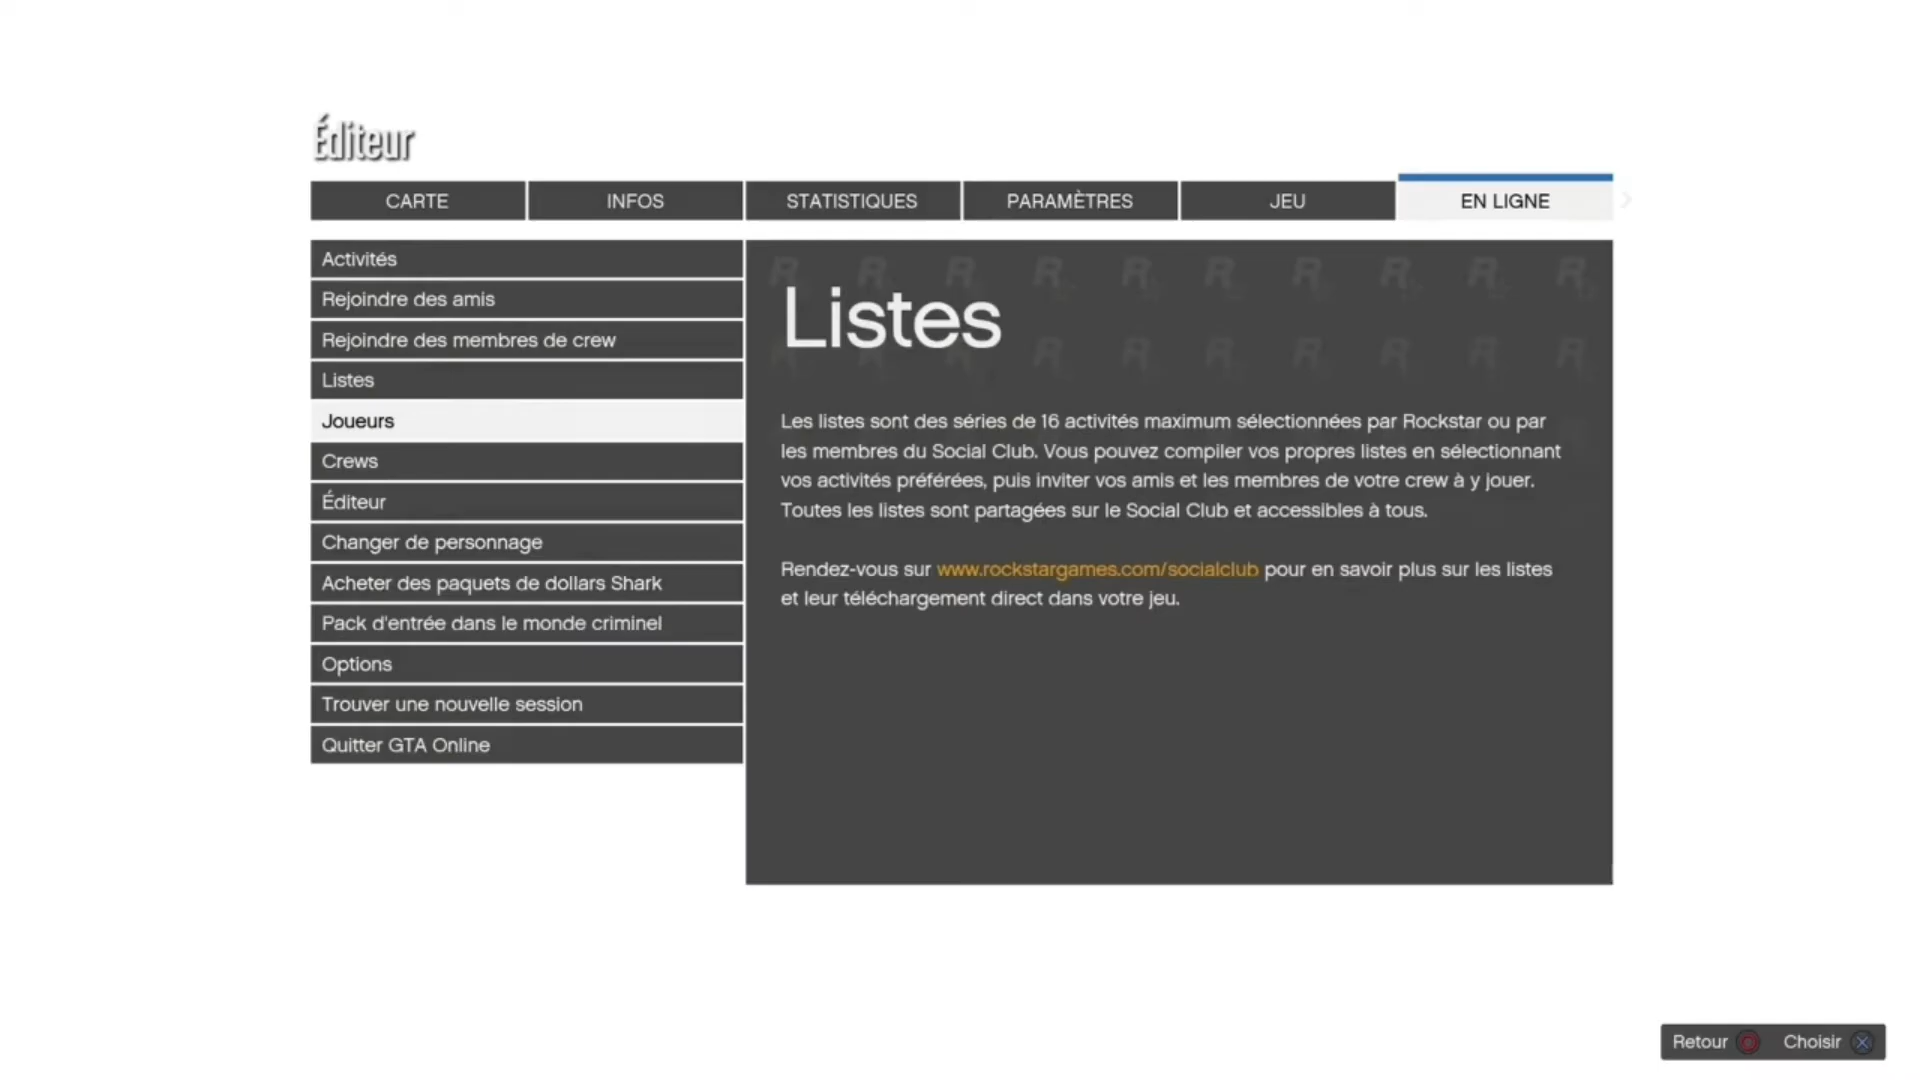 Éditeur
CARTE
INFOS
STATISTIQUES
PARAMÈTRES
JEU
EN LIGNE
Activités
Rejoindre des amis
Rejoindre des membres de crew
Listes
Joueurs
Crews
Éditeur
Changer de personnage
Acheter des paquets de dollars Shark
Pack d'entrée dans le monde criminel
Options
Trouver une nouvelle session
Quitter GTA Online
Listes
Les listes sont des séries de 16 activités maximum sélectionnées par Rockstar ou par
les membres du Social Club. Vous pouvez compiler vos propres listes en sélectionnant
vos activités préférées, puis inviter vos amis et les membres de votre crew à y jouer.
Toutes les listes sont partagées sur le Social Club et accessibles à tous.
Rendez-vous sur www.rockstargames.com/socialclub pour en savoir plus sur les listes
et leur téléchargement direct dans votre jeu.
Retour
Choisir